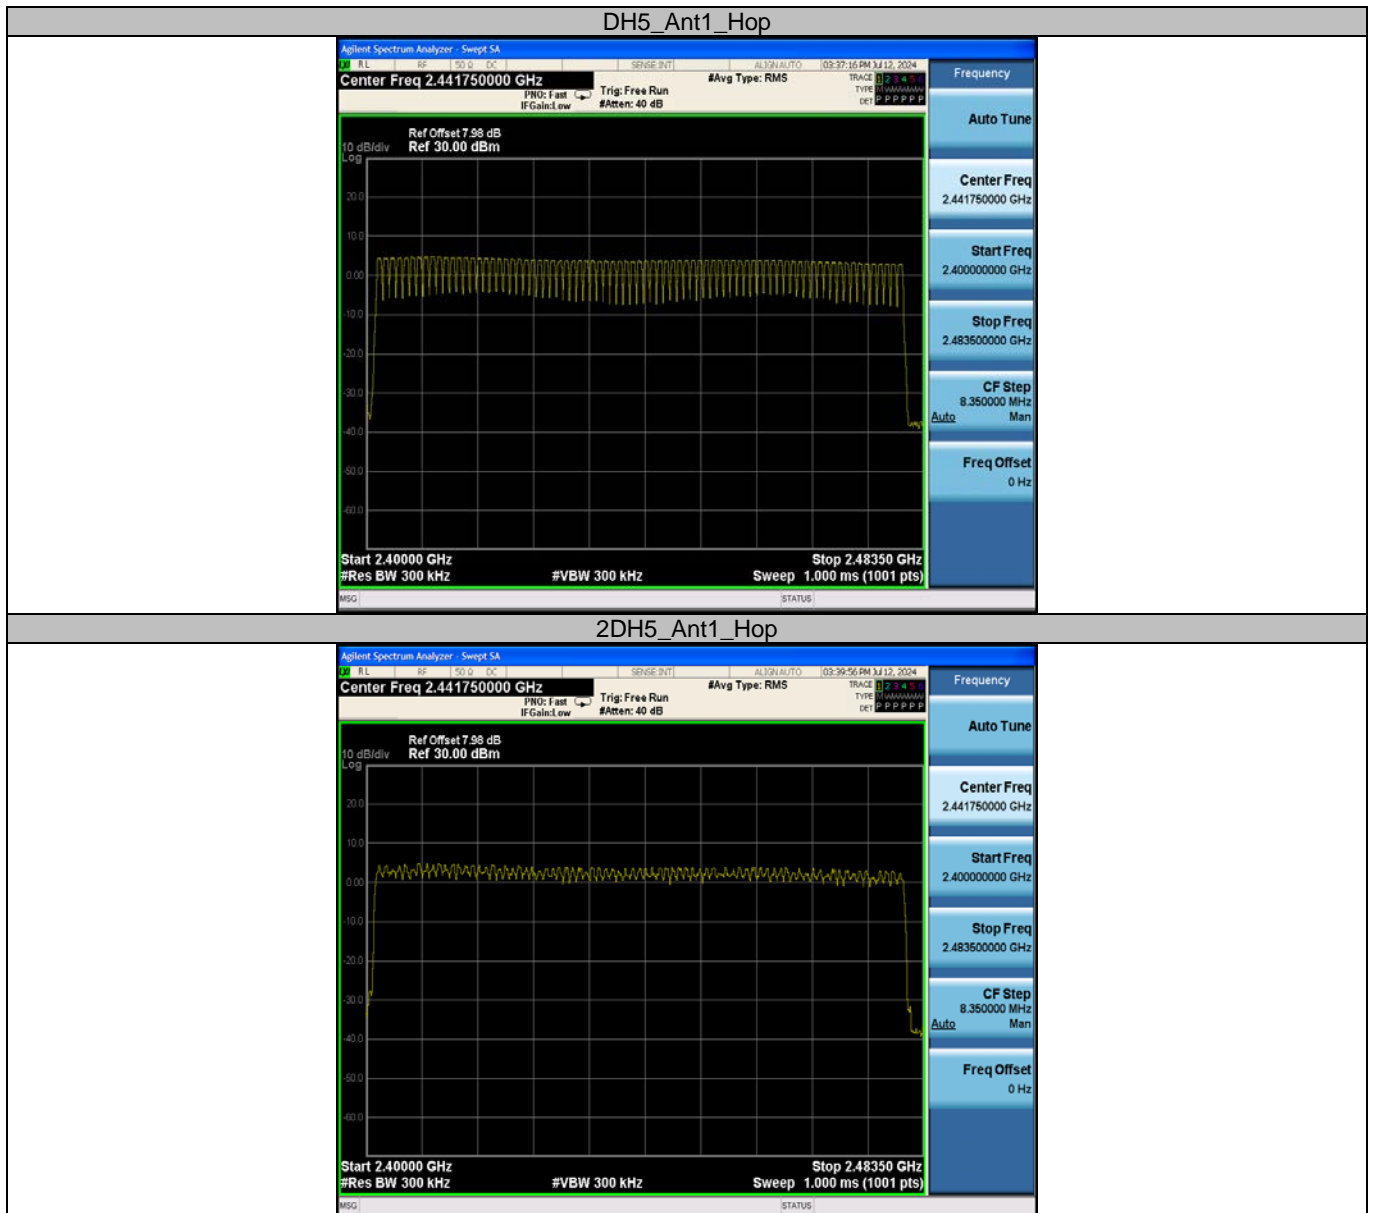 DH5_Ant1_Hop
Agilent Spectrum Analyzer - Swept SA
RL RF 50 Ω DC SENSE:INT ALIGN AUTO 03:37:16 PM Jul 12, 2024
Center Freq 2.441750000 GHz
PNO: Fast
IFGain:Low
Trig: Free Run
#Atten: 40 dB
#Avg Type: RMS
TRACE 1 2 3 4 5 6
TYPE M
DET P P P P P P
Frequency
Auto Tune
Ref Offset 7.98 dB
10 dB/div Ref 30.00 dBm
Log
20.0
10.0
0.00
-10.0
-20.0
-30.0
-40.0
-50.0
-60.0
Center Freq
2.441750000 GHz
Start Freq
2.400000000 GHz
Stop Freq
2.483500000 GHz
CF Step
8.350000 MHz
Auto Man
Freq Offset
0 Hz
Start 2.40000 GHz Stop 2.48350 GHz
#Res BW 300 kHz #VBW 300 kHz Sweep 1.000 ms (1001 pts)
MSG STATUS
2DH5_Ant1_Hop
Agilent Spectrum Analyzer - Swept SA
RL RF 50 Ω DC SENSE:INT ALIGN AUTO 03:39:56 PM Jul 12, 2024
Center Freq 2.441750000 GHz
PNO: Fast
IFGain:Low
Trig: Free Run
#Atten: 40 dB
#Avg Type: RMS
TRACE 1 2 3 4 5 6
TYPE M
DET P P P P P P
Frequency
Auto Tune
Ref Offset 7.98 dB
10 dB/div Ref 30.00 dBm
Log
20.0
10.0
0.00
-10.0
-20.0
-30.0
-40.0
-50.0
-60.0
Center Freq
2.441750000 GHz
Start Freq
2.400000000 GHz
Stop Freq
2.483500000 GHz
CF Step
8.350000 MHz
Auto Man
Freq Offset
0 Hz
Start 2.40000 GHz Stop 2.48350 GHz
#Res BW 300 kHz #VBW 300 kHz Sweep 1.000 ms (1001 pts)
MSG STATUS